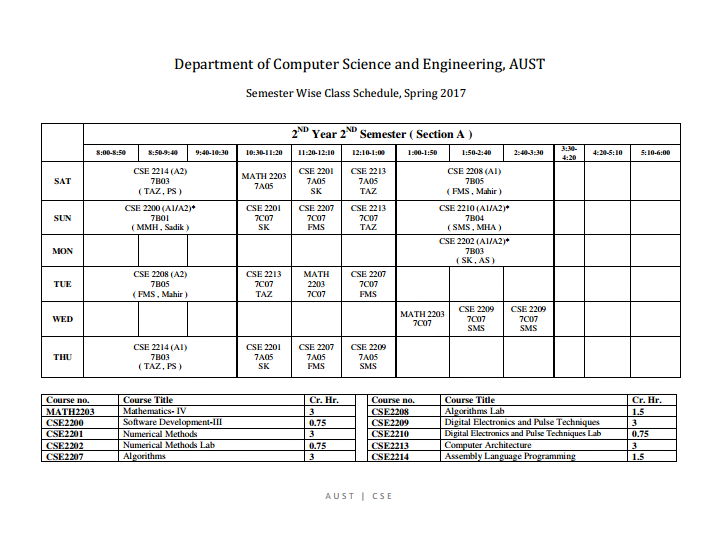 Department of Computer Science and Engineering, AUST
Semester Wise Class Schedule, Spring 2017
2ND Year 2ND Semester ( Section A )
8:00-8:50 8:50-9:40 9:40-10:30 10:30-11:20 11:20-12:10 12:10-1:00 1:00-1:50 1:50-2:40 2:40-3:30 3:30-4:20 4:20-5:10 5:10-6:00
SAT
CSE 2214 (A2)
7B03
( TAZ , PS )
MATH 2203
7A05
CSE 2201
7A05
SK
CSE 2213
7A05
TAZ
CSE 2208 (A1)
7B05
( FMS , Mahir )
SUN
CSE 2200 (A1/A2)*
7B01
( MMH , Sadik )
CSE 2201
7C07
SK
CSE 2207
7C07
FMS
CSE 2213
7C07
TAZ
CSE 2210 (A1/A2)*
7B04
( SMS , MHA )
MON
CSE 2202 (A1/A2)*
7B03
( SK , AS )
TUE
CSE 2208 (A2)
7B05
( FMS , Mahir )
CSE 2213
7C07
TAZ
MATH
2203
7C07
CSE 2207
7C07
FMS
WED
MATH 2203
7C07
CSE 2209
7C07
SMS
CSE 2209
7C07
SMS
THU
CSE 2214 (A1)
7B03
( TAZ , PS )
CSE 2201
7A05
SK
CSE 2207
7A05
FMS
CSE 2209
7A05
SMS
Course no. Course Title Cr. Hr.
MATH2203 Mathematics- IV 3
CSE2200 Software Development-III 0.75
CSE2201 Numerical Methods 3
CSE2202 Numerical Methods Lab 0.75
CSE2207 Algorithms 3
Course no. Course Title Cr. Hr.
CSE2208 Algorithms Lab 1.5
CSE2209 Digital Electronics and Pulse Techniques 3
CSE2210 Digital Electronics and Pulse Techniques Lab 0.75
CSE2213 Computer Architecture 3
CSE2214 Assembly Language Programming 1.5
AUST | CSE